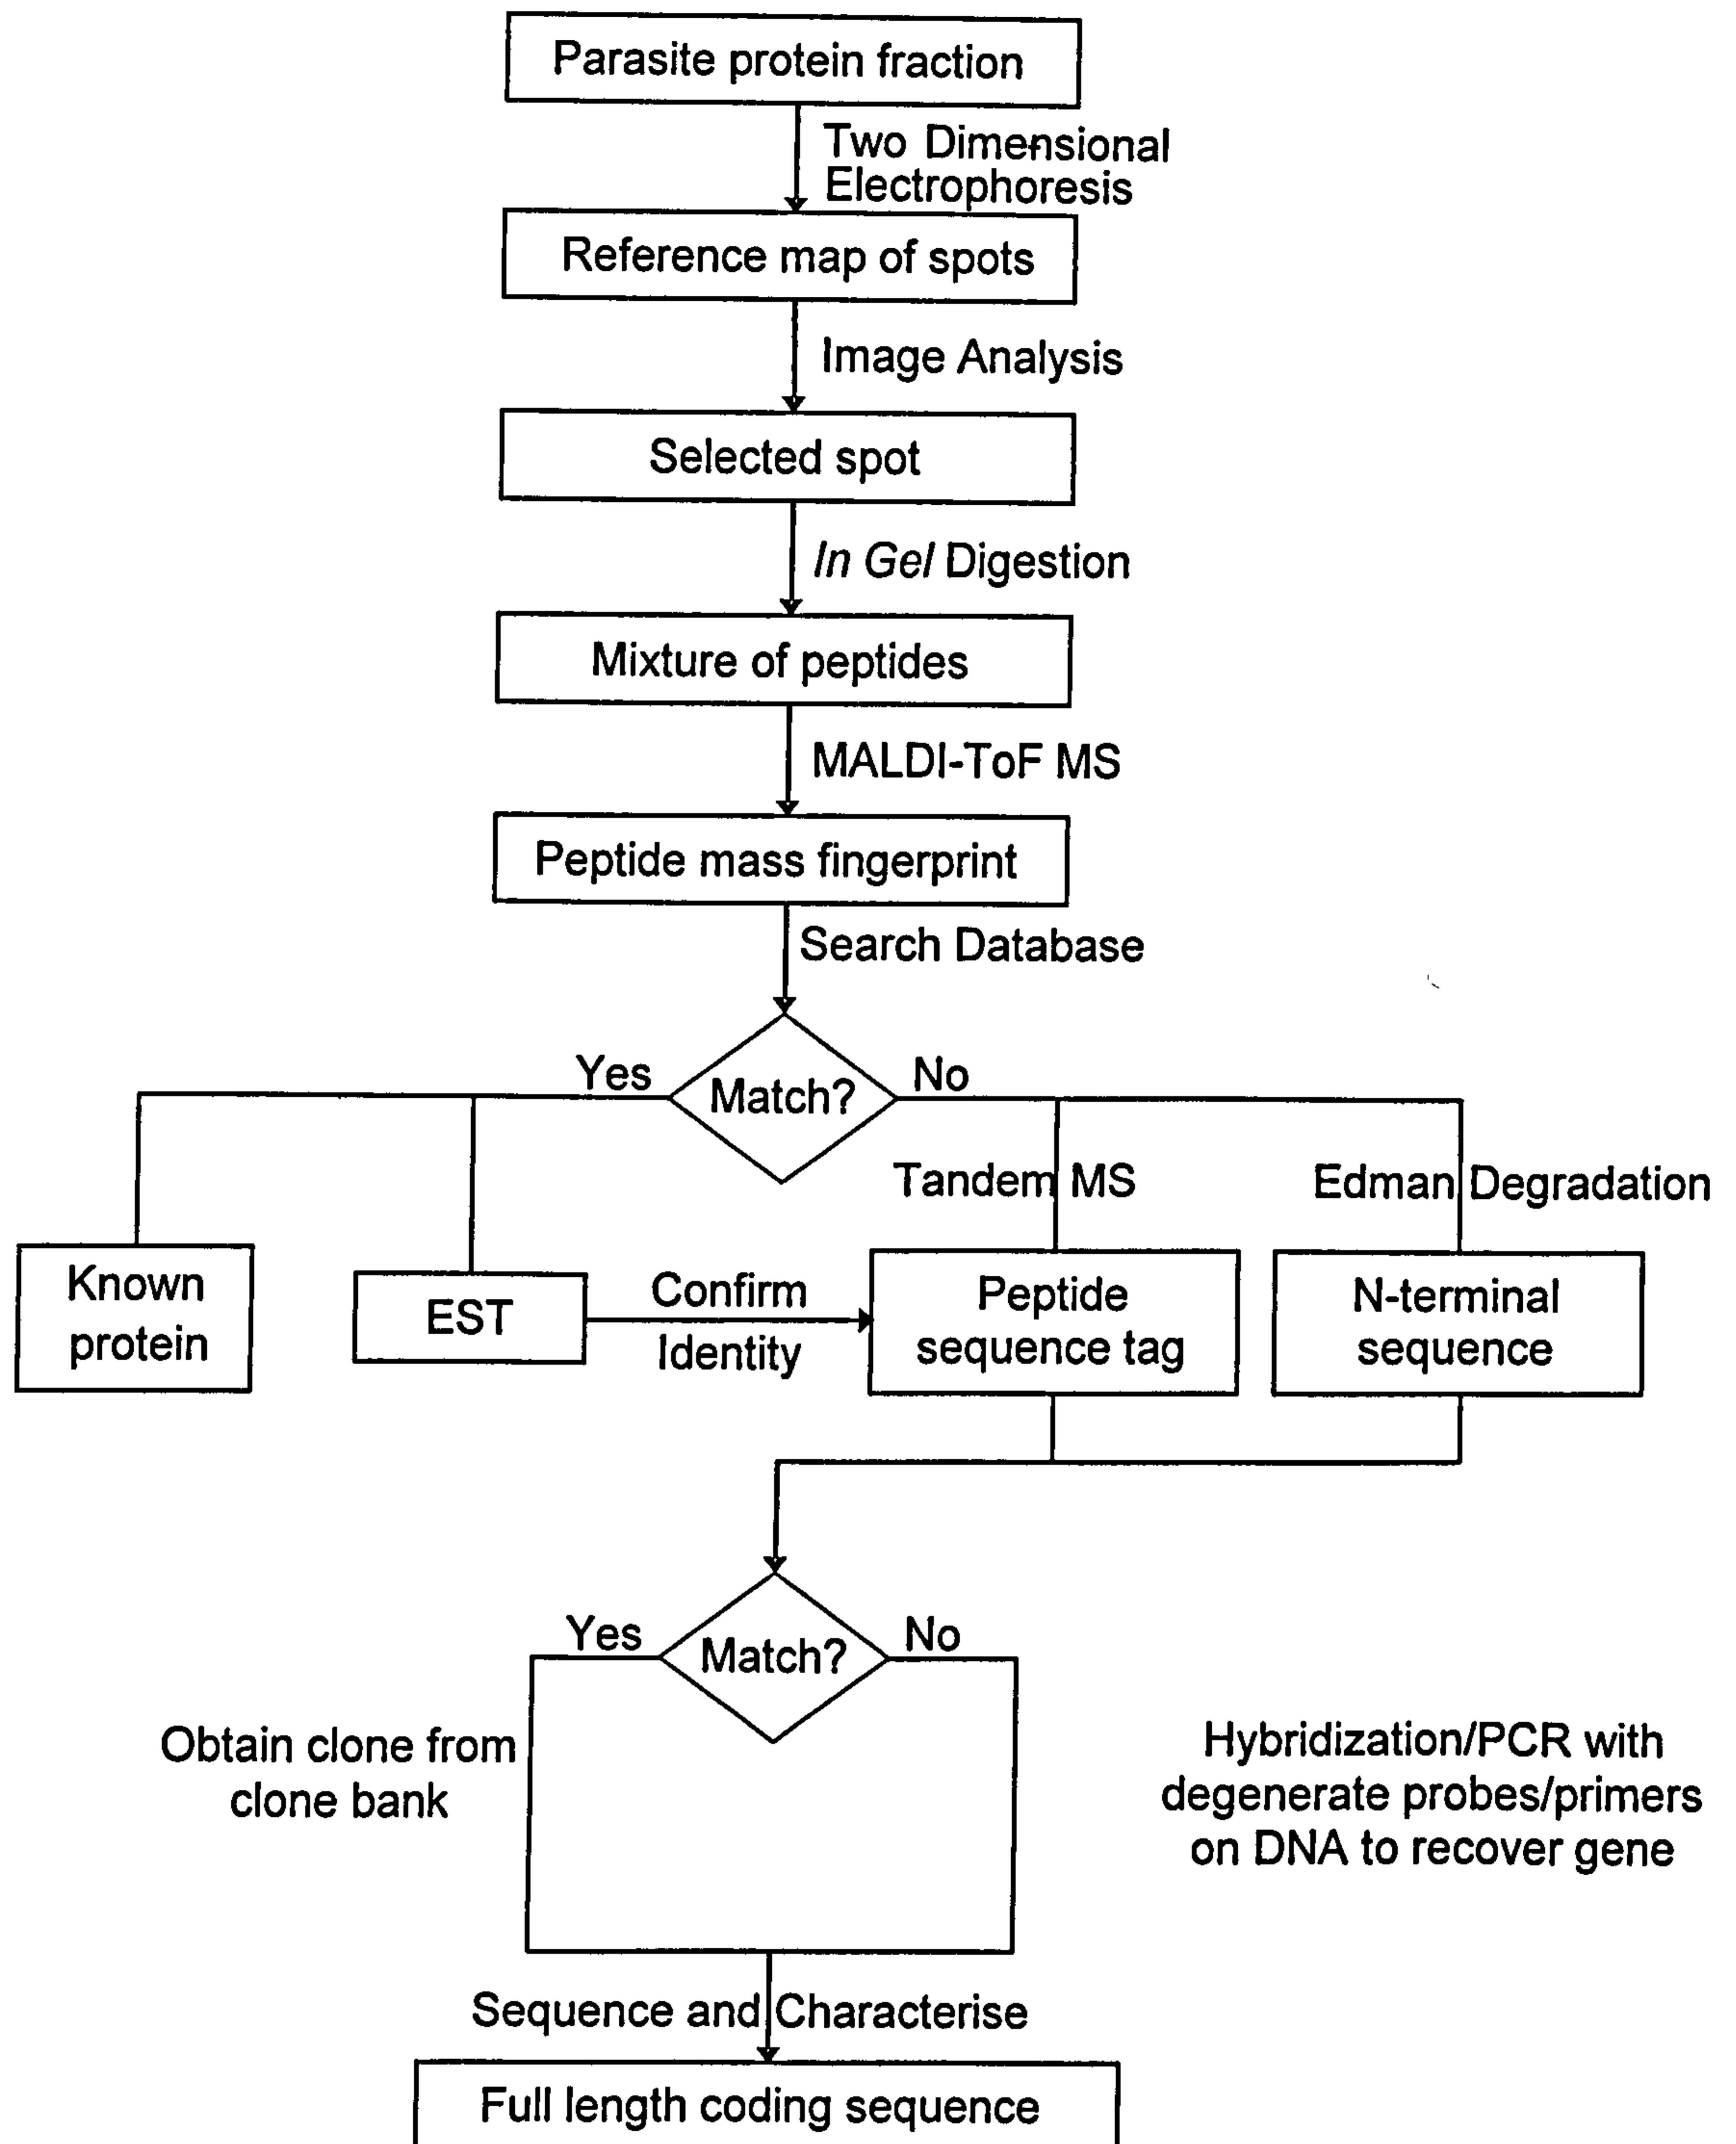 Parasite protein fraction
Two Dimensional
Electrophoresis
Reference map of spots
Image Analysis
Selected spot
In Gel Digestion
Mixture of peptides
MALDI-ToF MS
Peptide mass fingerprint
Search Database
Yes
Match?
No
Tandem MS
Edman Degradation
Known
protein
EST
Confirm
Identity
Peptide
sequence tag
N-terminal
sequence
Yes
Match?
No
Obtain clone from
clone bank
Hybridization/PCR with
degenerate probes/primers
on DNA to recover gene
Sequence and Characterise
Full length coding sequence